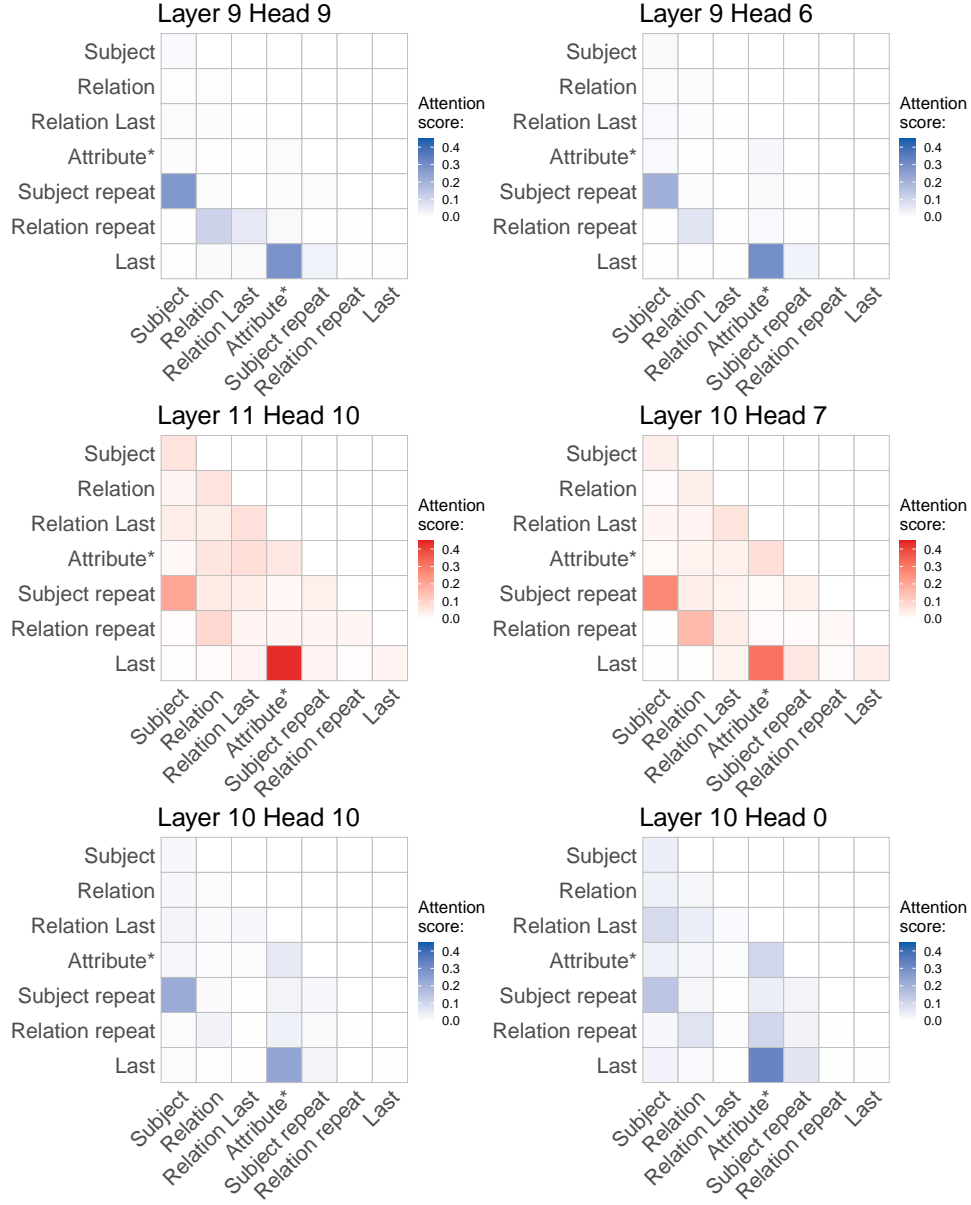 Layer 9 Head 9
Subject
Relation
Relation Last
Attribute*
Subject repeat
Relation repeat
Last
Subject
Relation
Relation Last
Attribute*
Subject repeat
Relation repeat
Last
Attention
score:
0.4
0.3
0.2
0.1
0.0
Layer 9 Head 6
Subject
Relation
Relation Last
Attribute*
Subject repeat
Relation repeat
Last
Subject
Relation
Relation Last
Attribute*
Subject repeat
Relation repeat
Last
Attention
score:
0.4
0.3
0.2
0.1
0.0
Layer 11 Head 10
Subject
Relation
Relation Last
Attribute*
Subject repeat
Relation repeat
Last
Subject
Relation
Relation Last
Attribute*
Subject repeat
Relation repeat
Last
Attention
score:
0.4
0.3
0.2
0.1
0.0
Layer 10 Head 7
Subject
Relation
Relation Last
Attribute*
Subject repeat
Relation repeat
Last
Subject
Relation
Relation Last
Attribute*
Subject repeat
Relation repeat
Last
Attention
score:
0.4
0.3
0.2
0.1
0.0
Layer 10 Head 10
Subject
Relation
Relation Last
Attribute*
Subject repeat
Relation repeat
Last
Subject
Relation
Relation Last
Attribute*
Subject repeat
Relation repeat
Last
Attention
score:
0.4
0.3
0.2
0.1
0.0
Layer 10 Head 0
Subject
Relation
Relation Last
Attribute*
Subject repeat
Relation repeat
Last
Subject
Relation
Relation Last
Attribute*
Subject repeat
Relation repeat
Last
Attention
score:
0.4
0.3
0.2
0.1
0.0